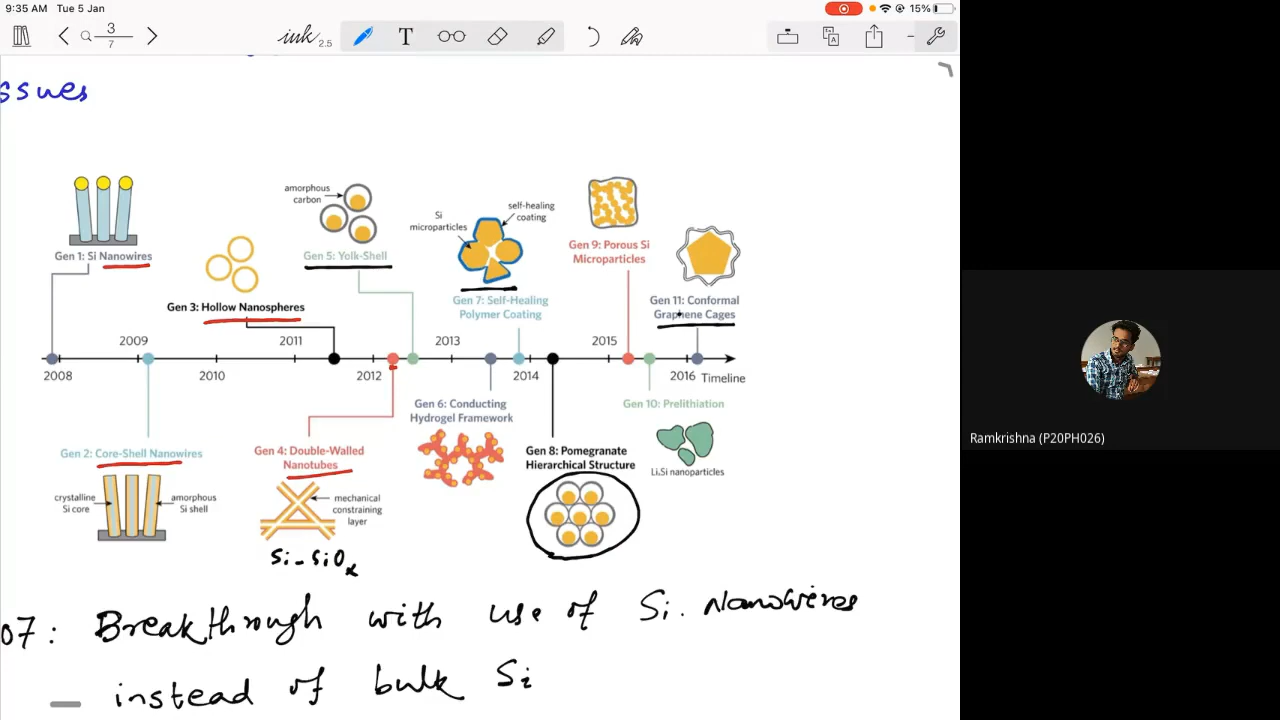 9:35 AM Tue 5 Jan
15%
3
7
ink 2.5
T
ssues
amorphous
carbon
Si
microparticles
self-healing
coating
Gen 1: Si Nanowires
Gen 3: Hollow Nanospheres
Gen 5: Yolk-Shell
Gen 7: Self-Healing
Polymer Coating
Gen 9: Porous Si
Microparticles
Gen 11: Conformal
Graphene Cages
2009
2011
2013
2015
2008
2010
2012
2014
2016
Timeline
Gen 2: Core-Shell Nanowires
crystalline
Si core
amorphous
Si shell
Gen 4: Double-Walled
Nanotubes
mechanical
constraining
layer
Si-SiOx
Gen 6: Conducting
Hydrogel Framework
Gen 8: Pomegranate
Hierarchical Structure
Gen 10: Prelithiation
LixSi nanoparticles
07: Breakthrough with use of Si. Nanowires
instead of bulk Si
Ramkrishna (P20PH026)